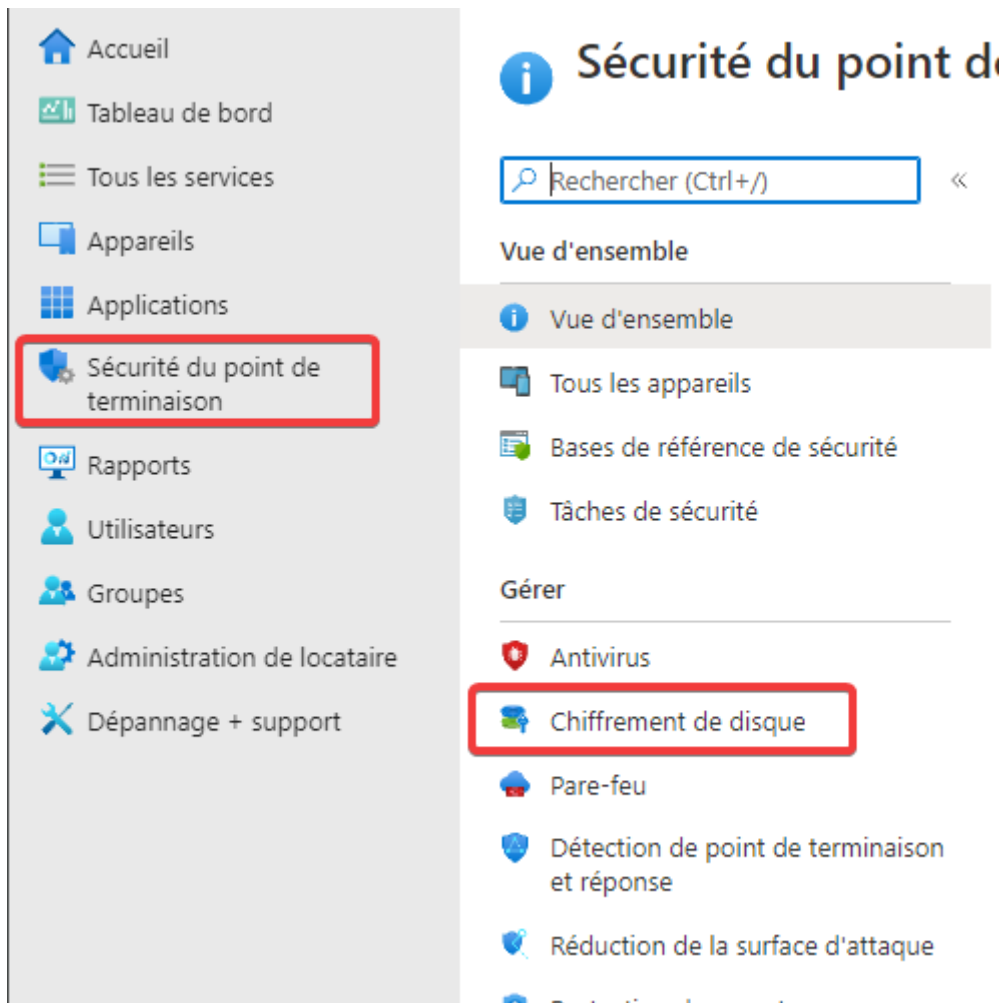 Accueil
Tableau de bord
Tous les services
Appareils
Applications
Sécurité du point de
terminaison
Rapports
Utilisateurs
Groupes
Administration de locataire
Dépannage + support
Sécurité du point
Rechercher (Ctrl+/)
«
Vue d'ensemble
Vue d'ensemble
Tous les appareils
Bases de référence de sécurité
Tâches de sécurité
Gérer
Antivirus
Chiffrement de disque
Pare-feu
Détection de point de terminaison
et réponse
Réduction de la surface d'attaque